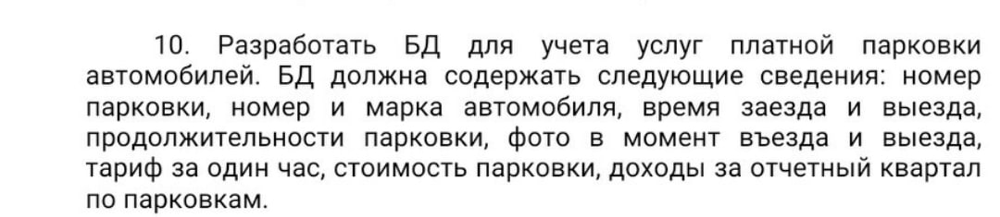 10. Разработать БД для учета услуг платной парковки
автомобилей. БД должна содержать следующие сведения: номер
парковки, номер и марка автомобиля, время заезда и выезда,
продолжительности парковки, фото в момент въезда и выезда,
тариф за один час, стоимость парковки, доходы за отчетный квартал
по парковкам.